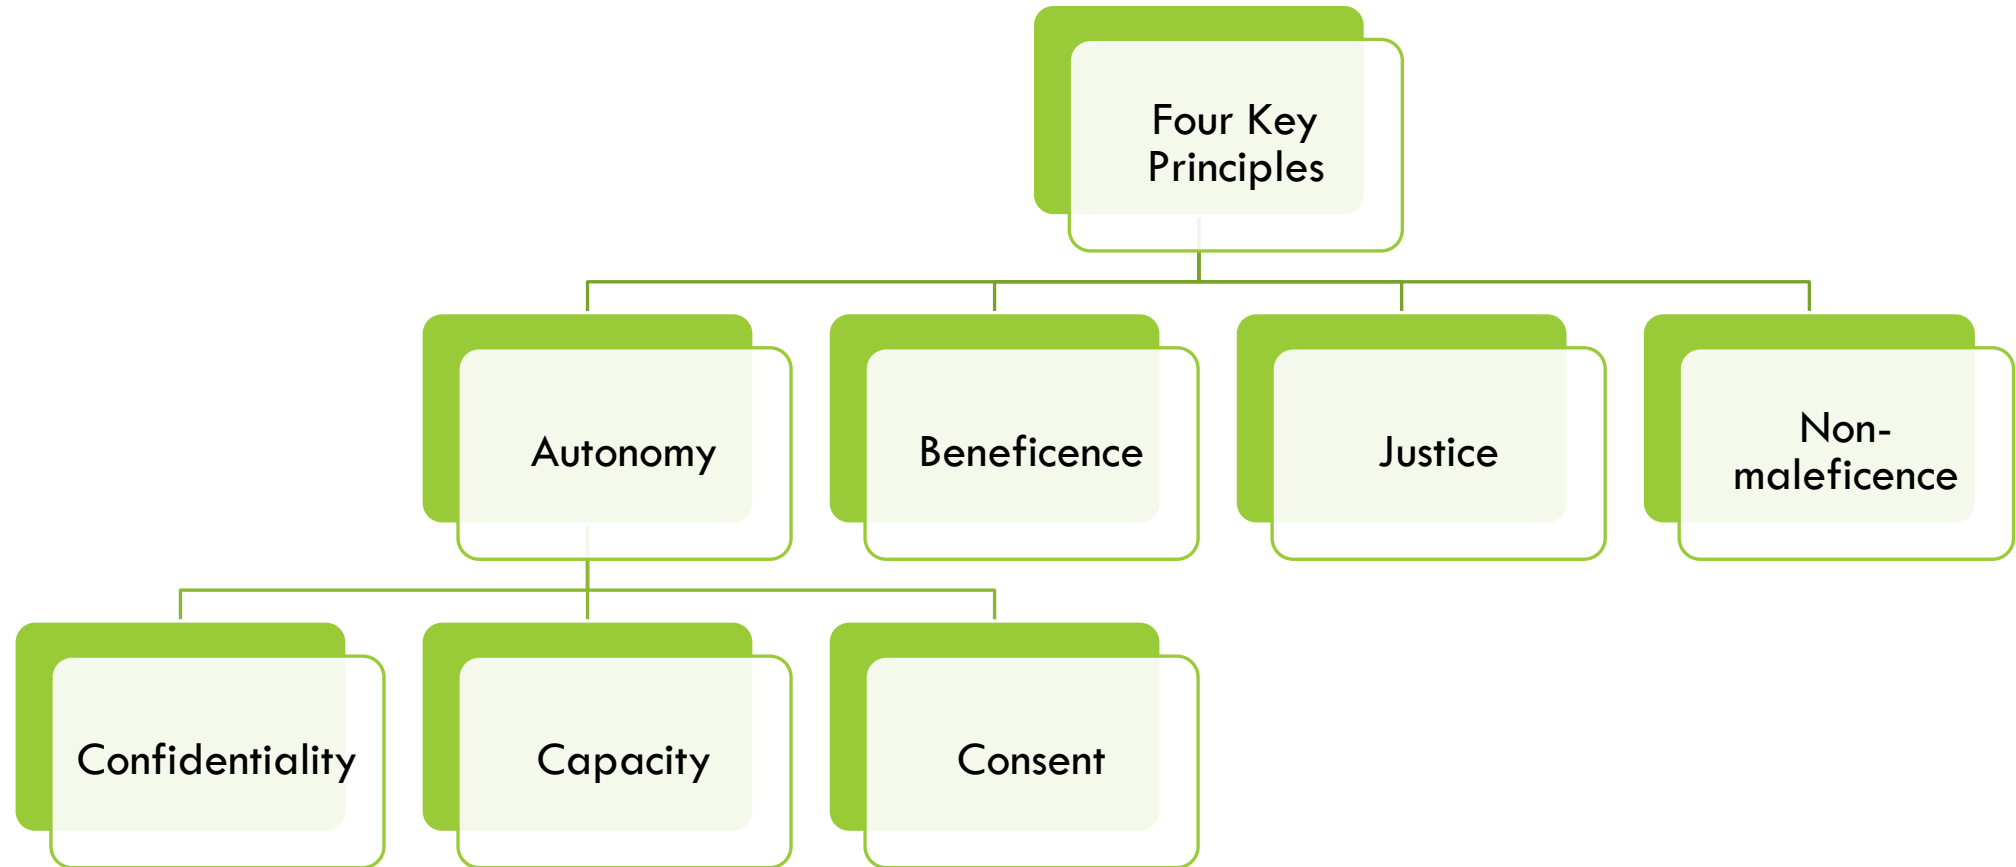 Four Key
Principles
Autonomy
Beneficence
Justice
Non-
maleficence
Confidentiality
Capacity
Consent